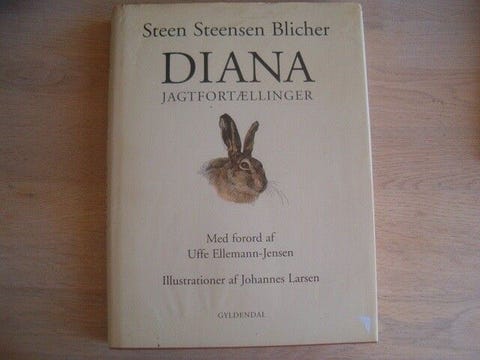 Steen Steensen Blicher
DIANA
JAGTFORTÆLLINGER
Med forord af
Uffe Ellemann-Jensen
Illustrationer af Johannes Larsen
GYLDENDAL